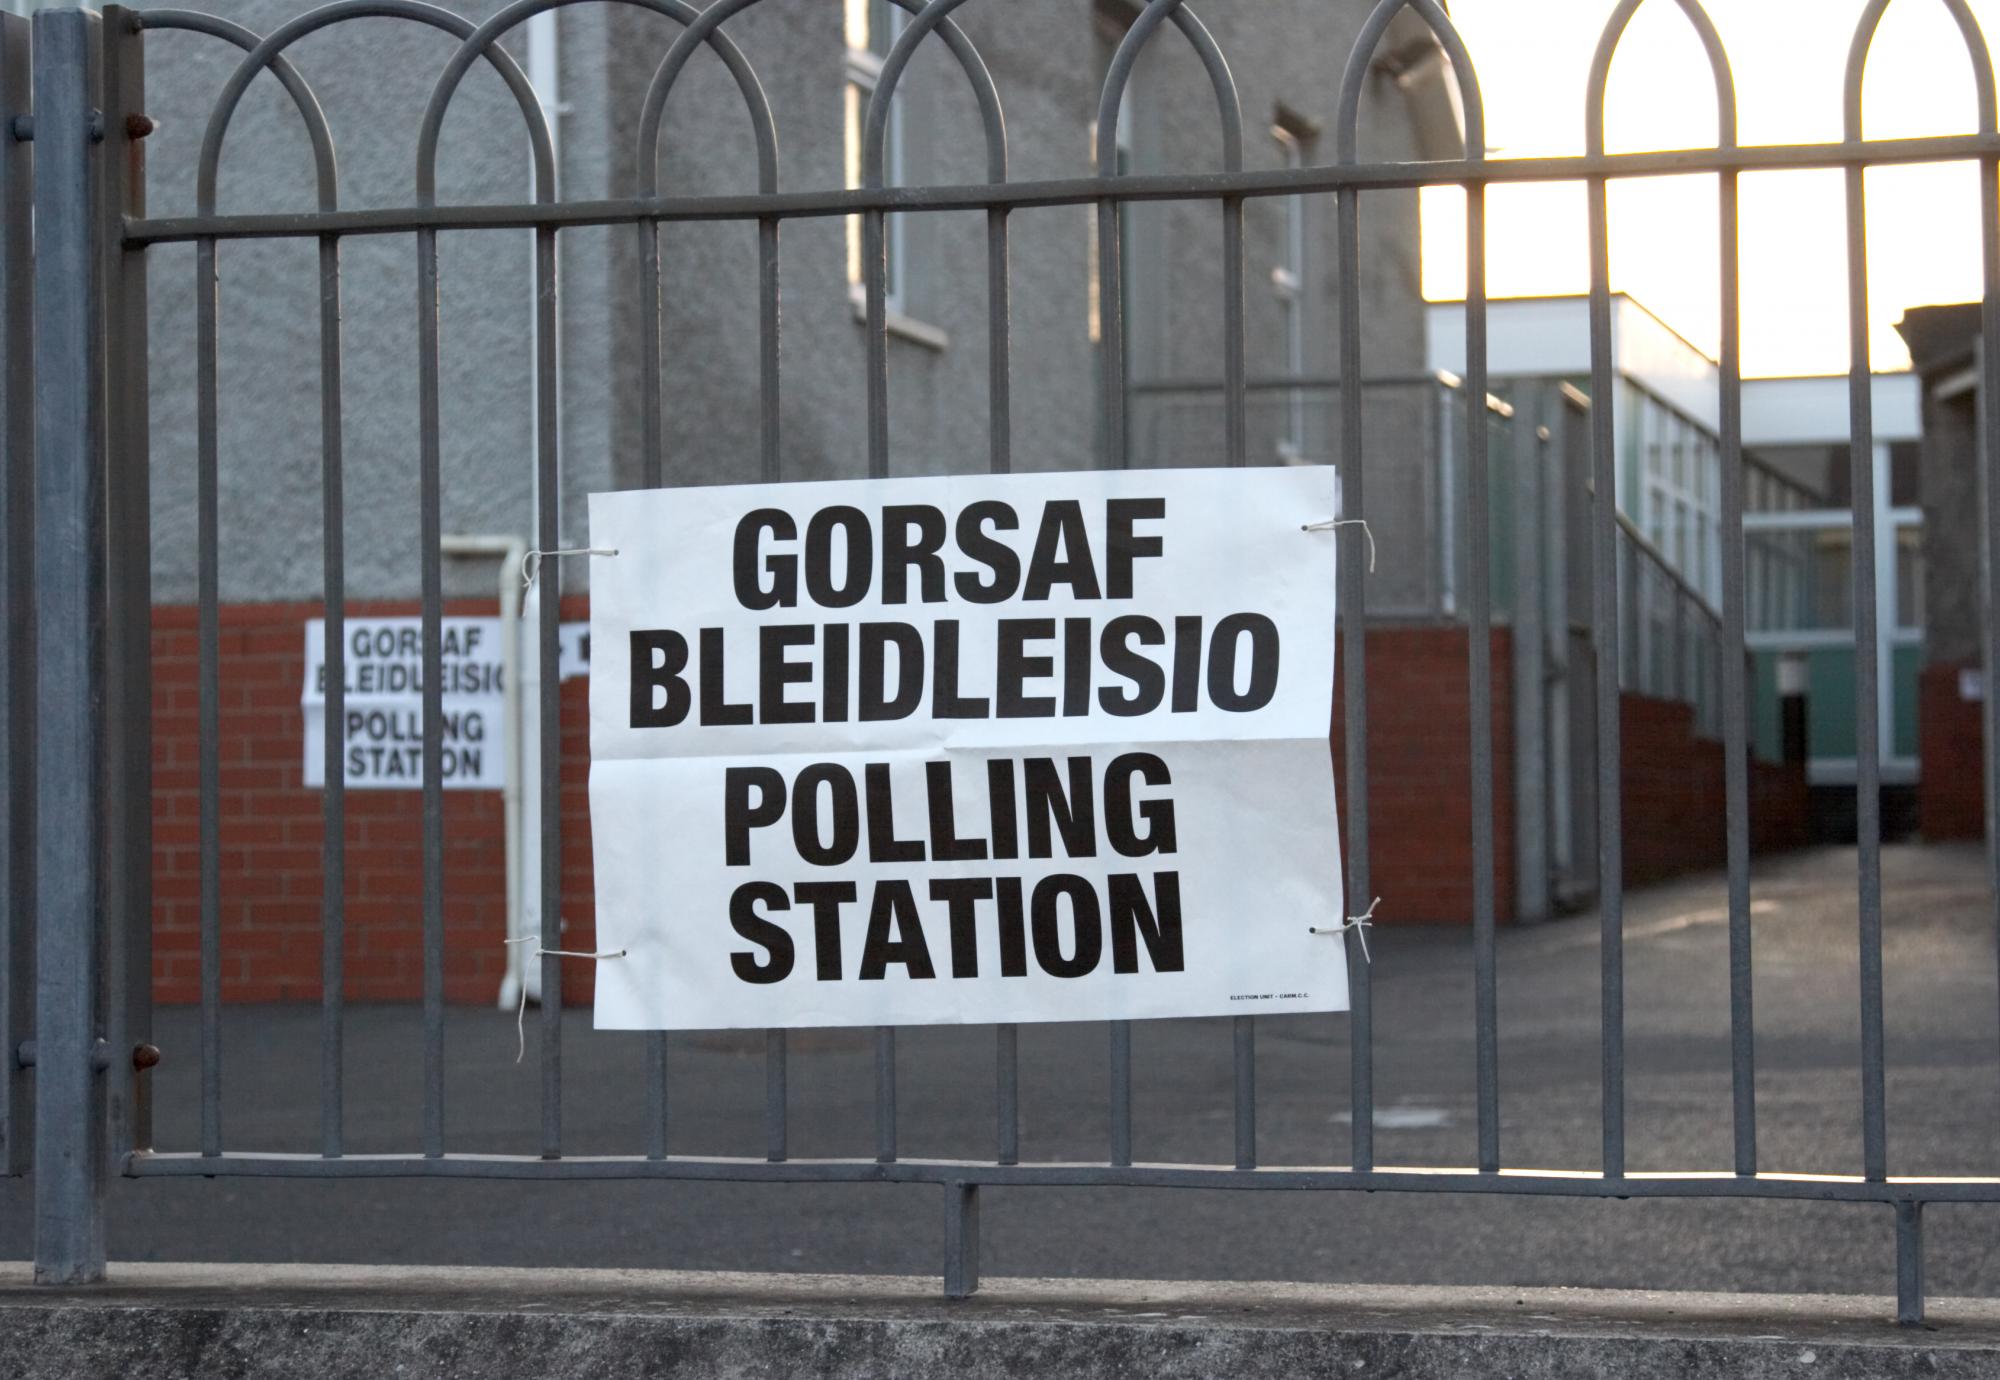 GORSAF
BLEIDLEISIO
POLLING
STATION
ELECTION UNIT - CARM.C.C.
GORSAF
BLEIDLEISIO
POLLING
STATION